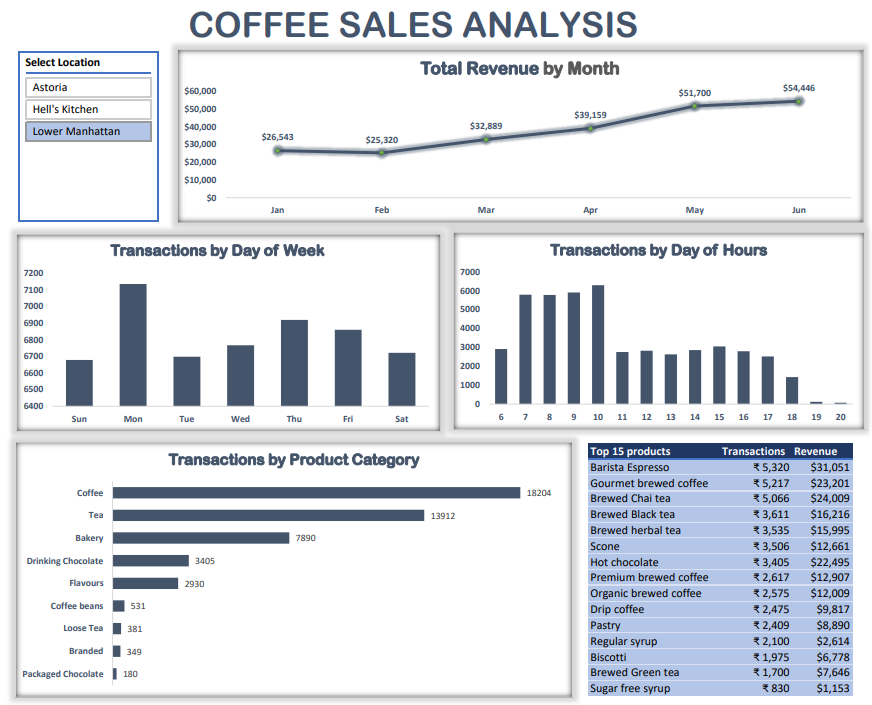 COFFEE SALES ANALYSIS
Select Location
Astoria
Hell's Kitchen
Lower Manhattan
Total Revenue by Month
$60,000
$50,000
$40,000
$30,000
$20,000
$10,000
$0
$26,543
$25,320
$32,889
$39,159
$51,700
$54,446
Jan Feb Mar Apr May Jun
Transactions by Day of Week
7200
7100
7000
6900
6800
6700
6600
6500
6400
Sun Mon Tue Wed Thu Fri Sat
Transactions by Day of Hours
7000
6000
5000
4000
3000
2000
1000
0
6 7 8 9 10 11 12 13 14 15 16 17 18 19 20
Transactions by Product Category
Coffee 18204
Tea 13912
Bakery 7890
Drinking Chocolate 3405
Flavours 2930
Coffee beans 531
Loose Tea 381
Branded 349
Packaged Chocolate 180
Top 15 products Transactions Revenue
Barista Espresso ₹ 5,320 $31,051
Gourmet brewed coffee ₹ 5,217 $23,201
Brewed Chai tea ₹ 5,066 $24,009
Brewed Black tea ₹ 3,611 $16,216
Brewed herbal tea ₹ 3,535 $15,995
Scone ₹ 3,506 $12,661
Hot chocolate ₹ 3,405 $22,495
Premium brewed coffee ₹ 2,617 $12,907
Organic brewed coffee ₹ 2,575 $12,009
Drip coffee ₹ 2,475 $9,817
Pastry ₹ 2,409 $8,890
Regular syrup ₹ 2,100 $2,614
Biscotti ₹ 1,975 $6,778
Brewed Green tea ₹ 1,700 $7,646
Sugar free syrup ₹ 830 $1,153